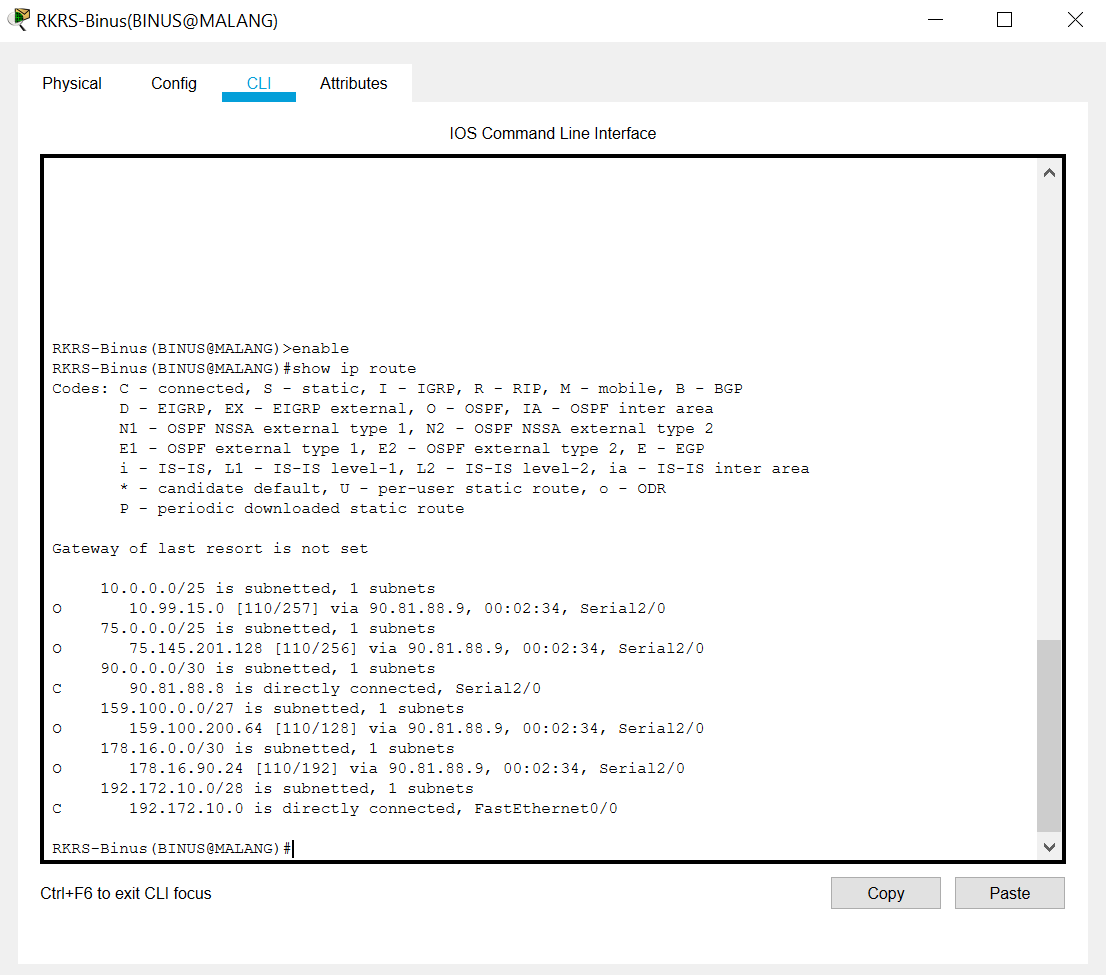 RKRS-Binus(BINUS@MALANG)
Physical Config CLI Attributes
IOS Command Line Interface
RKRS-Binus(BINUS@MALANG)>enable
RKRS-Binus(BINUS@MALANG)#show ip route
Codes: C - connected, S - static, I - IGRP, R - RIP, M - mobile, B - BGP
       D - EIGRP, EX - EIGRP external, O - OSPF, IA - OSPF inter area
       N1 - OSPF NSSA external type 1, N2 - OSPF NSSA external type 2
       E1 - OSPF external type 1, E2 - OSPF external type 2, E - EGP
       i - IS-IS, L1 - IS-IS level-1, L2 - IS-IS level-2, ia - IS-IS inter area
       * - candidate default, U - per-user static route, o - ODR
       P - periodic downloaded static route
Gateway of last resort is not set
     10.0.0.0/25 is subnetted, 1 subnets
O       10.99.15.0 [110/257] via 90.81.88.9, 00:02:34, Serial2/0
     75.0.0.0/25 is subnetted, 1 subnets
O       75.145.201.128 [110/256] via 90.81.88.9, 00:02:34, Serial2/0
     90.0.0.0/30 is subnetted, 1 subnets
C       90.81.88.8 is directly connected, Serial2/0
     159.100.0.0/27 is subnetted, 1 subnets
O       159.100.200.64 [110/128] via 90.81.88.9, 00:02:34, Serial2/0
     178.16.0.0/30 is subnetted, 1 subnets
O       178.16.90.24 [110/192] via 90.81.88.9, 00:02:34, Serial2/0
     192.172.10.0/28 is subnetted, 1 subnets
C       192.172.10.0 is directly connected, FastEthernet0/0
RKRS-Binus(BINUS@MALANG)#
Ctrl+F6 to exit CLI focus Copy Paste